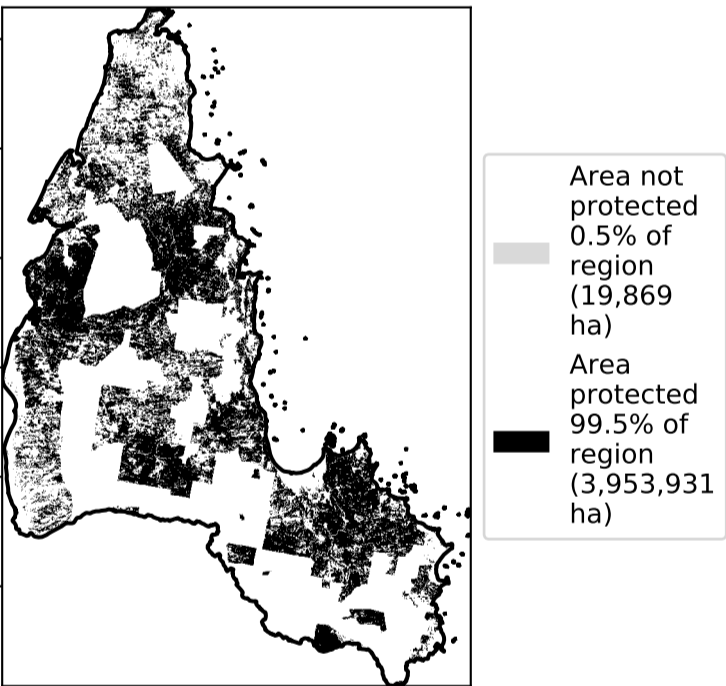 Area not
protected
0.5% of
region
(19,869
ha)
Area
protected
99.5% of
region
(3,953,931
ha)